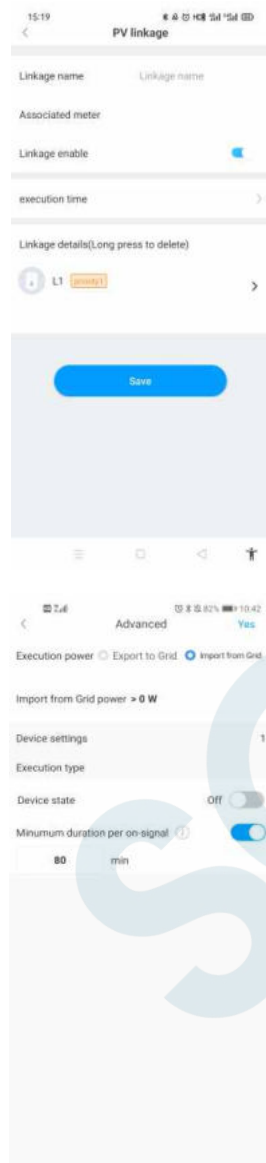 15:19
PV linkage
Linkage name Linkage name
Associated meter
Linkage enable
execution time
Linkage details(Long press to delete)
L1 priority1
Save
82% 10:42
Advanced Yes
Execution power Export to Grid Import from Grid
Import from Grid power > 0 W
Device settings 1
Execution type
Device state Off
Minumum duration per on-signal
80 min